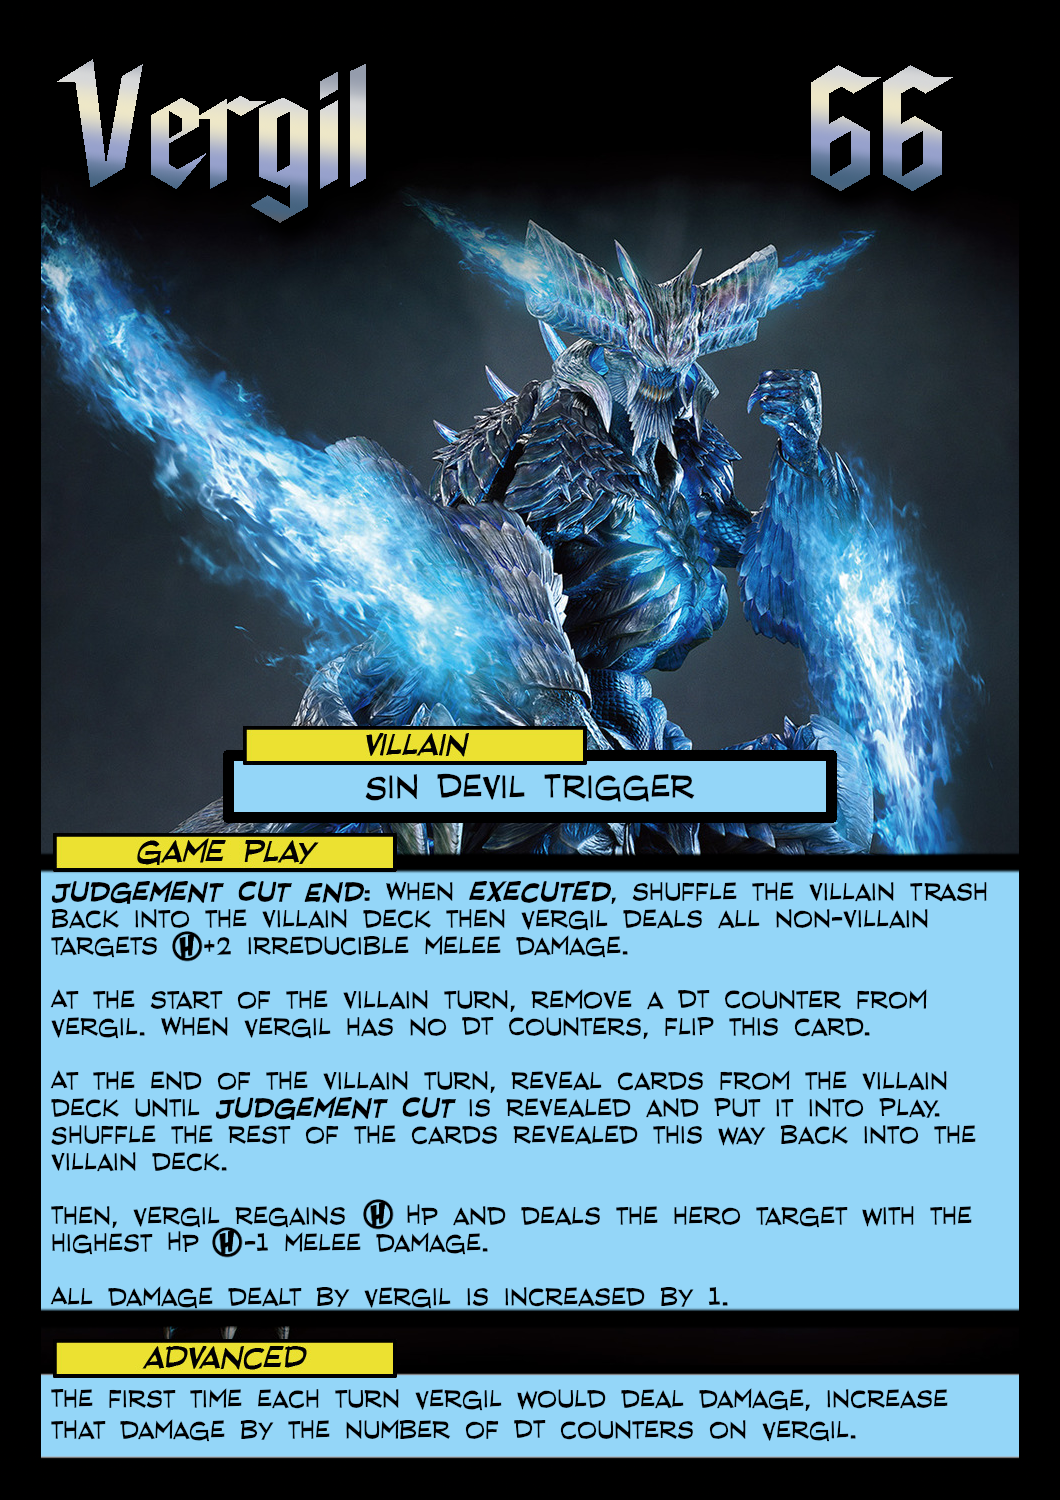 Vergil 66
VILLAIN
SIN DEVIL TRIGGER
GAME PLAY
JUDGEMENT CUT END: WHEN EXECUTED, SHUFFLE THE VILLAIN TRASH
BACK INTO THE VILLAIN DECK THEN VERGIL DEALS ALL NON-VILLAIN
TARGETS H+2 IRREDUCIBLE MELEE DAMAGE.
AT THE START OF THE VILLAIN TURN, REMOVE A DT COUNTER FROM
VERGIL. WHEN VERGIL HAS NO DT COUNTERS, FLIP THIS CARD.
AT THE END OF THE VILLAIN TURN, REVEAL CARDS FROM THE VILLAIN
DECK UNTIL JUDGEMENT CUT IS REVEALED AND PUT IT INTO PLAY.
SHUFFLE THE REST OF THE CARDS REVEALED THIS WAY BACK INTO THE
VILLAIN DECK.
THEN, VERGIL REGAINS H HP AND DEALS THE HERO TARGET WITH THE
HIGHEST HP H-1 MELEE DAMAGE.
ALL DAMAGE DEALT BY VERGIL IS INCREASED BY 1.
ADVANCED
THE FIRST TIME EACH TURN VERGIL WOULD DEAL DAMAGE, INCREASE
THAT DAMAGE BY THE NUMBER OF DT COUNTERS ON VERGIL.